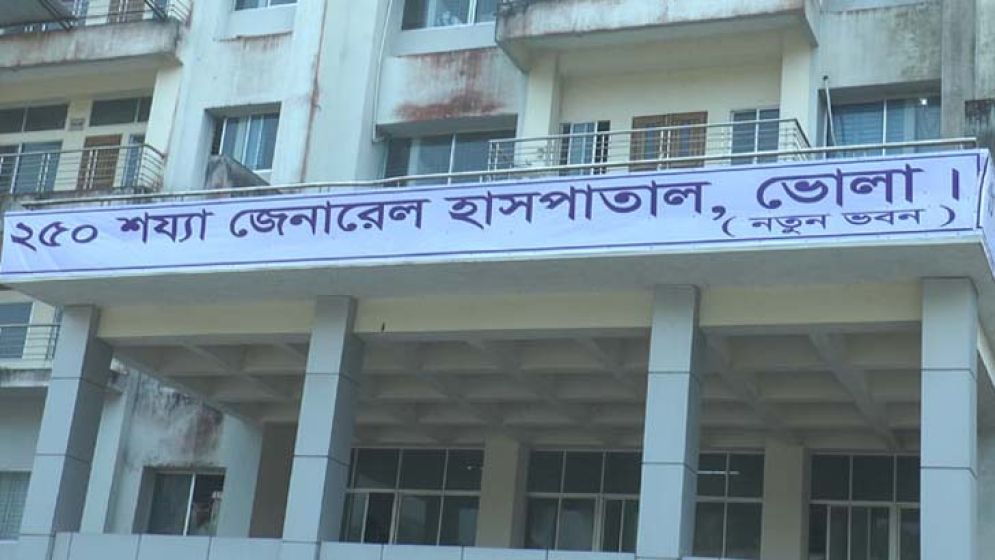 ২৫০ শয্যা জেনারেল হাসপাতাল, ভোলা।
( নতুন ভবন )